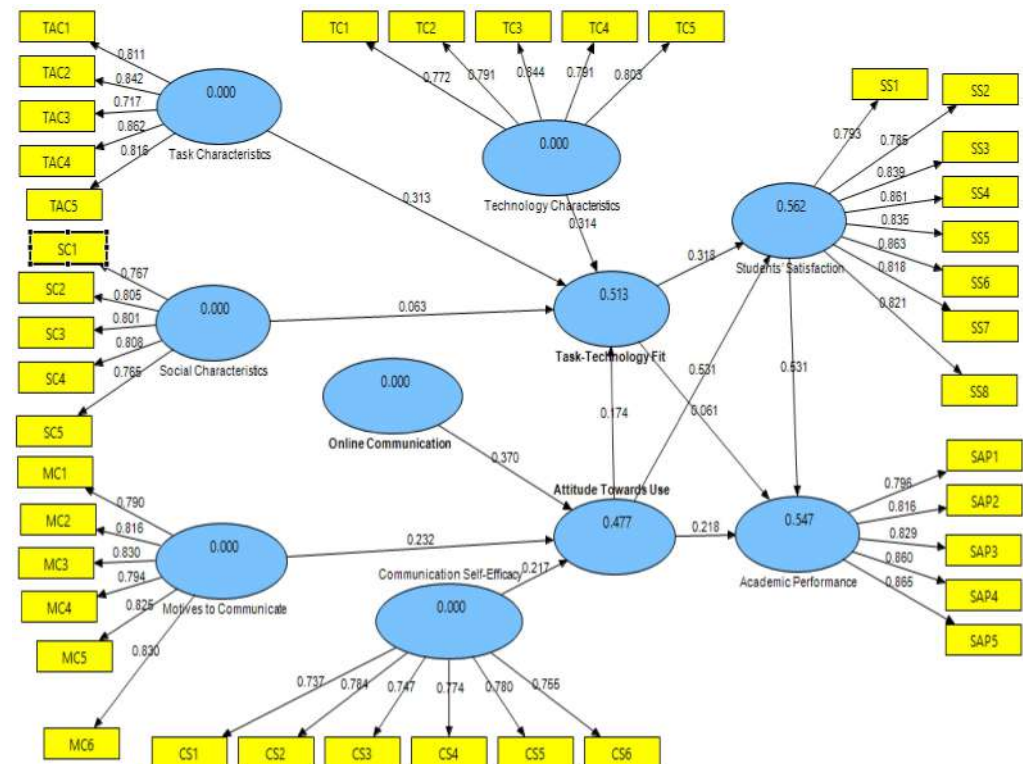 TAC1
TAC2
TAC3
TAC4
TAC5
0.811
0.842
0.717
0.862
0.816
0.000
Task Characteristics
TC1
TC2
TC3
TC4
TC5
0.772
0.791
0.844
0.791
0.803
0.000
Technology Characteristics
0.313
0.314
SC1
SC2
SC3
SC4
SC5
0.767
0.805
0.801
0.808
0.765
0.000
Social Characteristics
0.063
0.513
Task-Technology Fit
SS1
SS2
SS3
SS4
SS5
SS6
SS7
SS8
0.793
0.785
0.839
0.861
0.835
0.863
0.818
0.821
0.562
Students' Satisfaction
0.318
0.531
0.531
0.061
0.174
0.000
Online Communication
0.370
Attitude Towards Use
0.477
0.218
MC1
MC2
MC3
MC4
MC5
MC6
0.790
0.816
0.830
0.794
0.825
0.830
0.000
Motives to Communicate
0.232
Communication Self-Efficacy
0.217
0.000
0.737
0.784
0.747
0.774
0.780
0.755
CS1
CS2
CS3
CS4
CS5
CS6
0.547
Academic Performance
0.796
0.816
0.829
0.860
0.865
SAP1
SAP2
SAP3
SAP4
SAP5